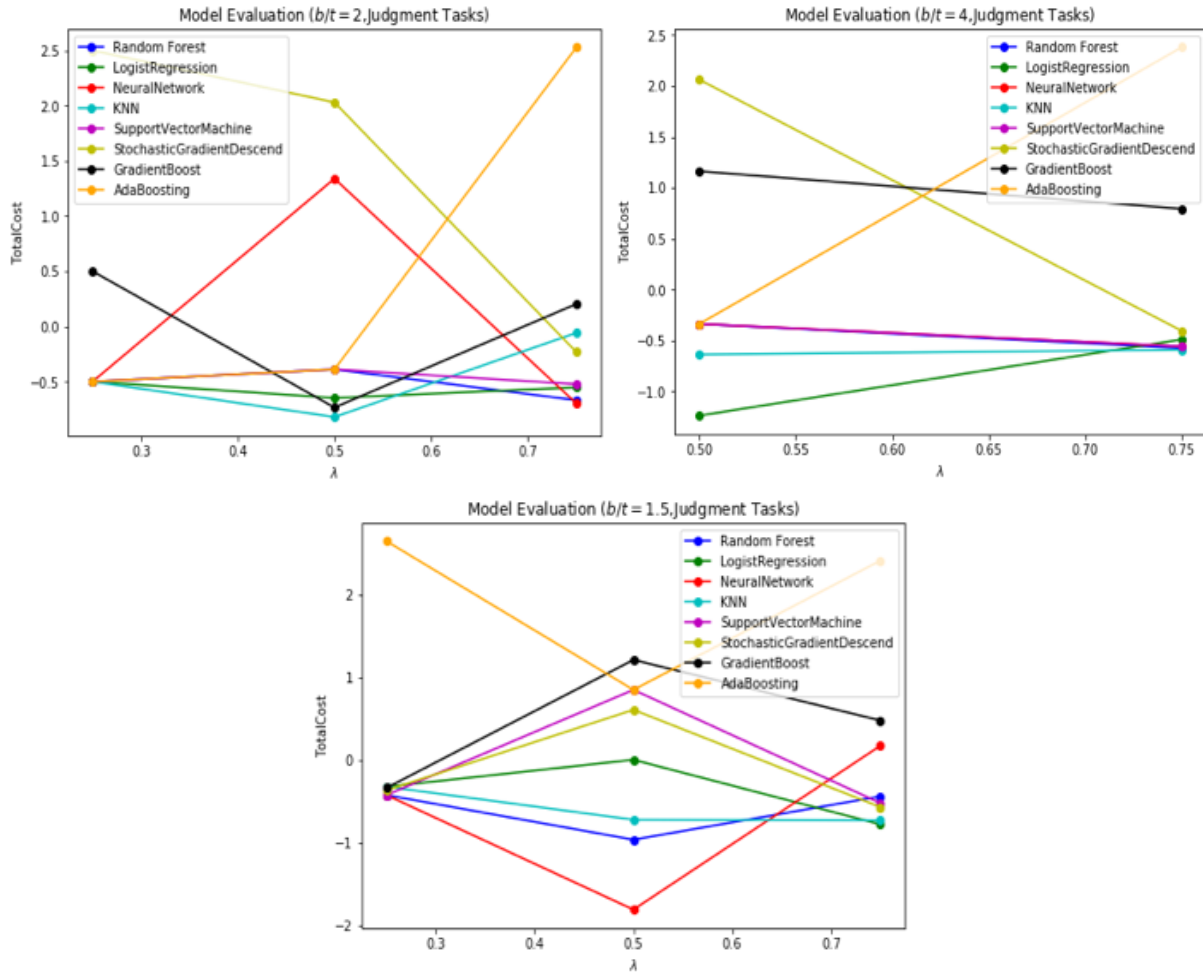 Model Evaluation (b/t = 2,Judgment Tasks)
2.5
2.0
1.5
1.0
0.5
0.0
−0.5
TotalCost
Random Forest
LogistRegression
NeuralNetwork
KNN
SupportVectorMachine
StochasticGradientDescend
GradientBoost
AdaBoosting
0.3
0.4
0.5
0.6
0.7
λ
Model Evaluation (b/t = 4,Judgment Tasks)
2.5
2.0
1.5
1.0
0.5
0.0
−0.5
−1.0
TotalCost
Random Forest
LogistRegression
NeuralNetwork
KNN
SupportVectorMachine
StochasticGradientDescend
GradientBoost
AdaBoosting
0.50
0.55
0.60
0.65
0.70
0.75
λ
Model Evaluation (b/t = 1.5,Judgment Tasks)
2
1
0
−1
−2
TotalCost
Random Forest
LogistRegression
NeuralNetwork
KNN
SupportVectorMachine
StochasticGradientDescend
GradientBoost
AdaBoosting
0.3
0.4
0.5
0.6
0.7
λ